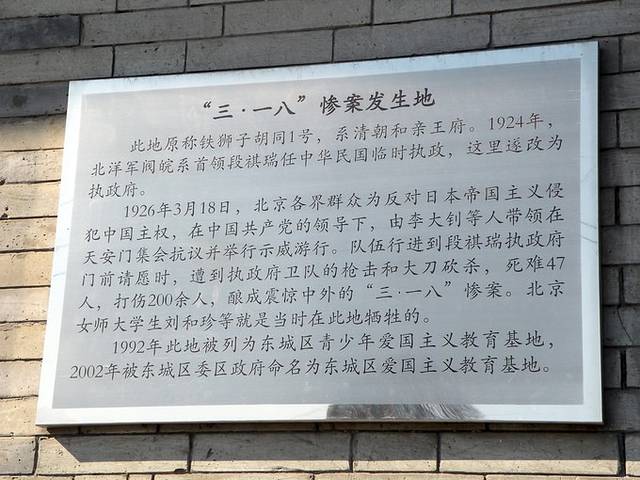 “三·一八”惨案发生地
此地原称铁狮子胡同1号，系清朝和亲王府。1924年，
北洋军阀皖系首领段祺瑞任中华民国临时执政，这里遂改为
执政府。
1926年3月18日，北京各界群众为反对日本帝国主义侵
犯中国主权，在中国共产党的领导下，由李大钊等人带领在
天安门集会抗议并举行示威游行。队伍行进到段祺瑞执政府
门前请愿时，遭到执政府卫队的枪击和大刀砍杀，死难47
人，打伤200余人，酿成震惊中外的“三·一八”惨案。北京
女师大学生刘和珍等就是当时在此地牺牲的。
1992年此地被列为东城区青少年爱国主义教育基地，
2002年被东城区委区政府命名为东城区爱国主义教育基地。